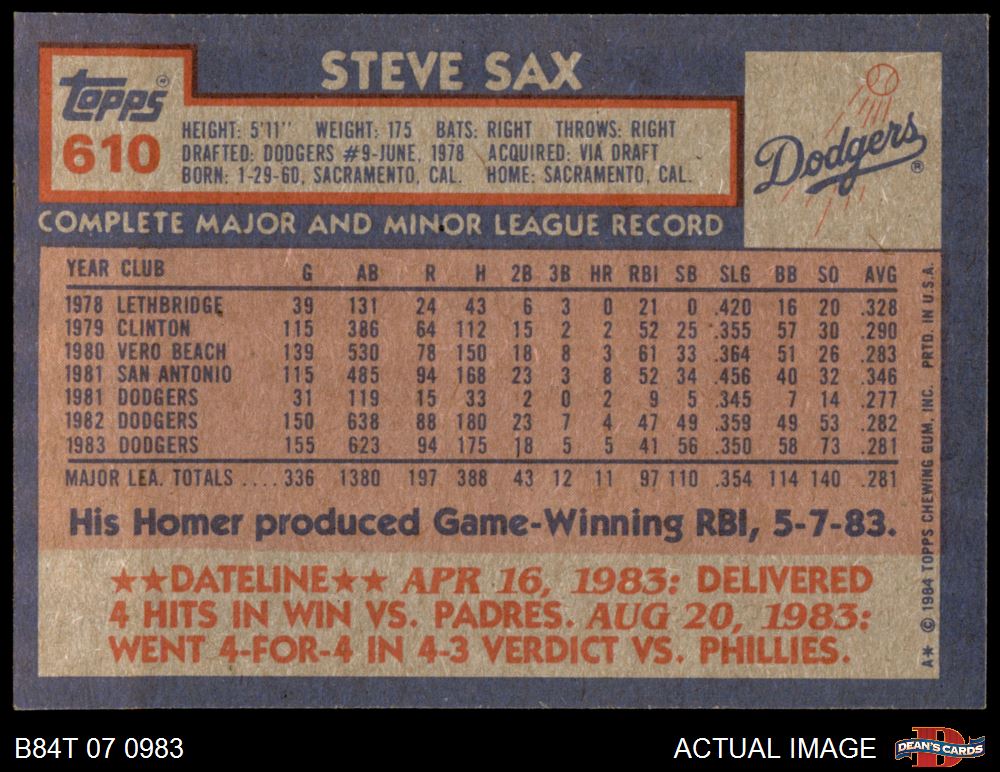 STEVE SAX
Topps®
610
HEIGHT: 5'11" WEIGHT: 175 BATS: RIGHT THROWS: RIGHT
DRAFTED: DODGERS #9-JUNE, 1978 ACQUIRED: VIA DRAFT
BORN: 1-29-60, SACRAMENTO, CAL. HOME: SACRAMENTO, CAL.
Dodgers®
COMPLETE MAJOR AND MINOR LEAGUE RECORD
YEAR CLUB G AB R H 2B 3B HR RBI SB SLG BB SO AVG
1978 LETHBRIDGE 39 131 24 43 6 3 0 21 0 .420 16 20 .328
1979 CLINTON 115 386 64 112 15 2 2 52 25 .355 57 30 .290
1980 VERO BEACH 139 530 78 150 18 8 3 61 33 .364 51 26 .283
1981 SAN ANTONIO 115 485 94 168 23 3 8 52 34 .456 40 32 .346
1981 DODGERS 31 119 15 33 2 0 2 9 5 .345 7 14 .277
1982 DODGERS 150 638 88 180 23 7 4 47 49 .359 49 53 .282
1983 DODGERS 155 623 94 175 18 5 5 41 56 .350 58 73 .281
MAJOR LEA. TOTALS .... 336 1380 197 388 43 12 11 97 110 .354 114 140 .281
His Homer produced Game-Winning RBI, 5-7-83.
★★DATELINE★★ APR 16, 1983: DELIVERED
4 HITS IN WIN VS. PADRES. AUG 20, 1983:
WENT 4-FOR-4 IN 4-3 VERDICT VS. PHILLIES.
A* © 1984 TOPPS CHEWING GUM, INC. PRTD. IN U.S.A.
B84T 07 0983
ACTUAL IMAGE
D
DEAN'S CARDS